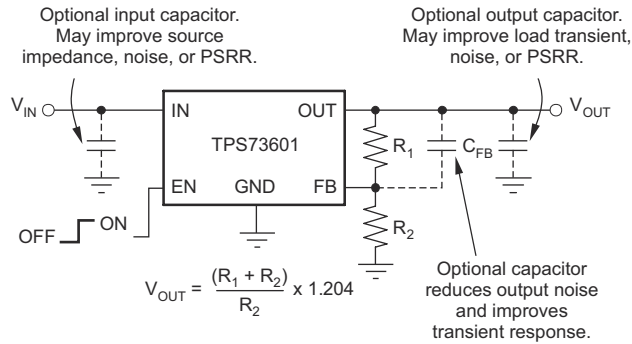 Optional input capacitor.
May improve source
impedance, noise, or PSRR.
Optional output capacitor.
May improve load transient,
noise, or PSRR.
V_IN
IN
OUT
V_OUT
TPS73601
R_1
C_FB
EN
GND
FB
OFF
ON
R_2
V_OUT = (R_1 + R_2) / R_2 x 1.204
Optional capacitor
reduces output noise
and improves
transient response.